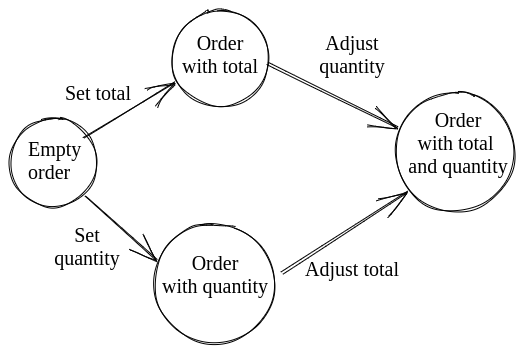 Order
with total
Adjust
quantity
Set total
Order
with total
and quantity
Empty
order
Set
quantity
Order
with quantity
Adjust total